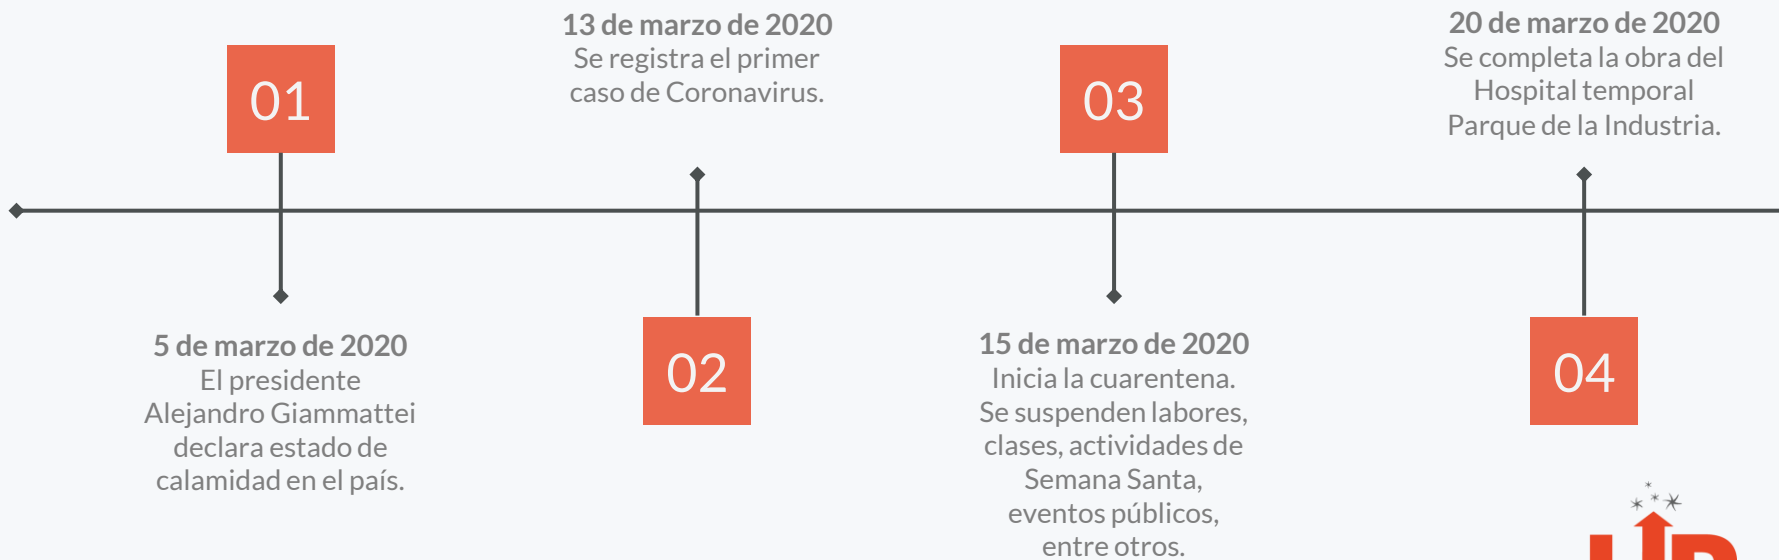 01
5 de marzo de 2020
El presidente
Alejandro Giammattei
declara estado de
calamidad en el país.
13 de marzo de 2020
Se registra el primer
caso de Coronavirus.
02
03
15 de marzo de 2020
Inicia la cuarentena.
Se suspenden labores,
clases, actividades de
Semana Santa,
eventos públicos,
entre otros.
20 de marzo de 2020
Se completa la obra del
Hospital temporal
Parque de la Industria.
04